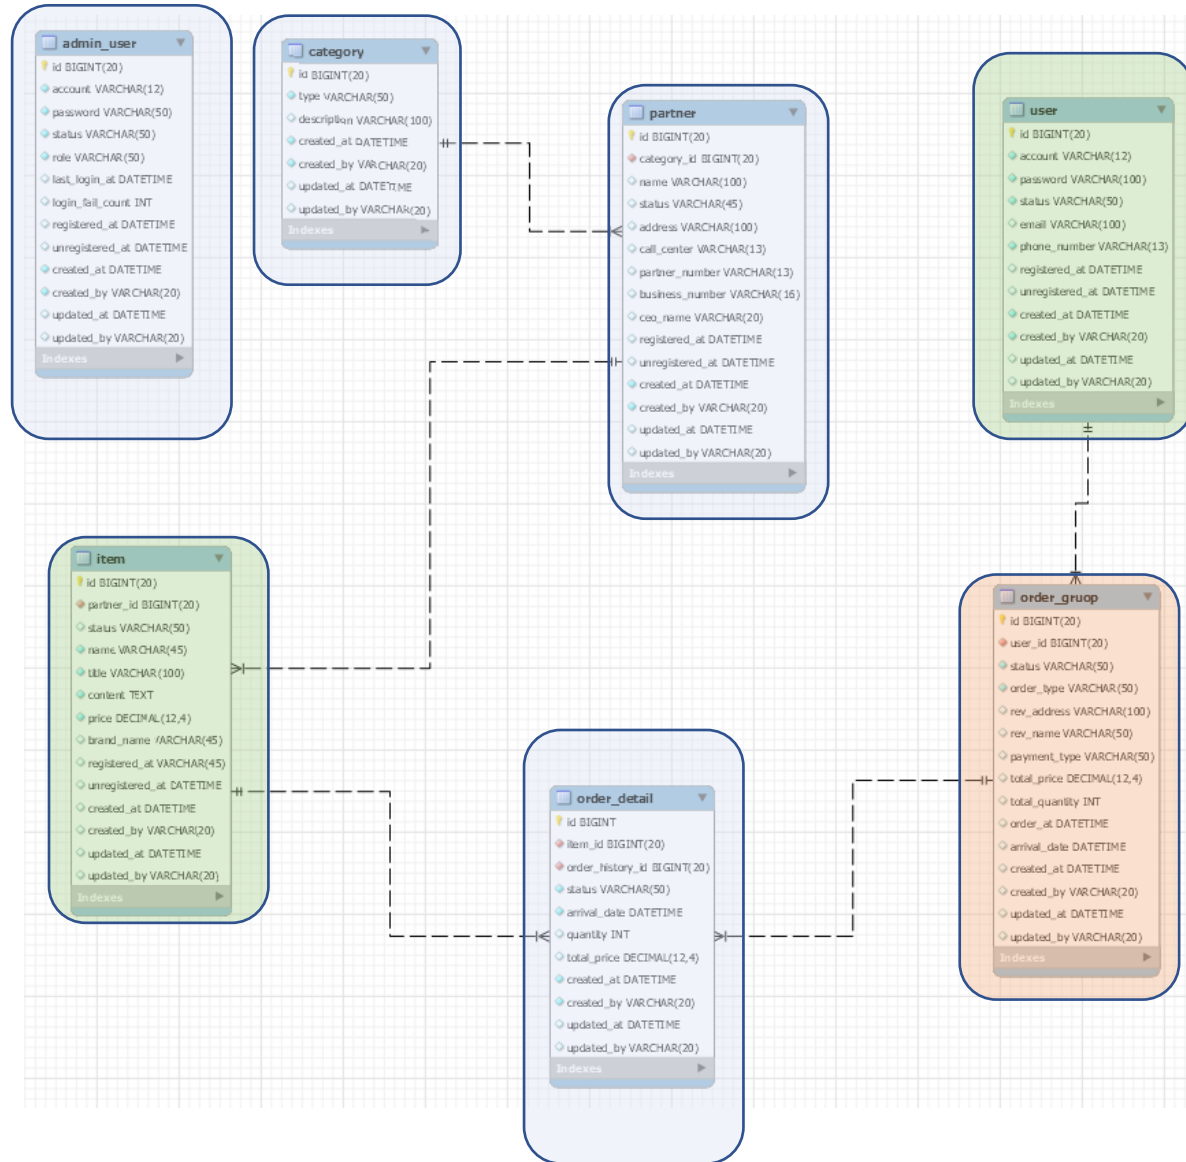 admin_user
id BIGINT(20)
account VARCHAR(12)
password VARCHAR(50)
status VARCHAR(50)
role VARCHAR(50)
last_login_at DATETIME
login_fail_count INT
registered_at DATETIME
unregistered_at DATETIME
created_at DATETIME
created_by VARCHAR(20)
updated_at DATETIME
updated_by VARCHAR(20)
Indexes
category
id BIGINT(20)
type VARCHAR(50)
description VARCHAR(100)
created_at DATETIME
created_by VARCHAR(20)
updated_at DATETIME
updated_by VARCHAR(20)
Indexes
partner
id BIGINT(20)
category_id BIGINT(20)
name VARCHAR(100)
status VARCHAR(45)
address VARCHAR(100)
call_center VARCHAR(13)
partner_number VARCHAR(13)
business_number VARCHAR(16)
ceo_name VARCHAR(20)
registered_at DATETIME
unregistered_at DATETIME
created_at DATETIME
created_by VARCHAR(20)
updated_at DATETIME
updated_by VARCHAR(20)
Indexes
user
id BIGINT(20)
account VARCHAR(12)
password VARCHAR(100)
status VARCHAR(50)
email VARCHAR(100)
phone_number VARCHAR(13)
registered_at DATETIME
unregistered_at DATETIME
created_at DATETIME
created_by VARCHAR(20)
updated_at DATETIME
updated_by VARCHAR(20)
Indexes
item
id BIGINT(20)
partner_id BIGINT(20)
status VARCHAR(50)
name VARCHAR(45)
title VARCHAR(100)
content TEXT
price DECIMAL(12,4)
brand_name VARCHAR(45)
registered_at VARCHAR(45)
unregistered_at DATETIME
created_at DATETIME
created_by VARCHAR(20)
updated_at DATETIME
updated_by VARCHAR(20)
Indexes
order_detail
id BIGINT
item_id BIGINT(20)
order_history_id BIGINT(20)
status VARCHAR(50)
arrival_date DATETIME
quantity INT
total_price DECIMAL(12,4)
created_at DATETIME
created_by VARCHAR(20)
updated_at DATETIME
updated_by VARCHAR(20)
Indexes
order_gruop
id BIGINT(20)
user_id BIGINT(20)
status VARCHAR(50)
order_type VARCHAR(50)
rev_address VARCHAR(100)
rev_name VARCHAR(50)
payment_type VARCHAR(50)
total_price DECIMAL(12,4)
total_quantity INT
order_at DATETIME
arrival_date DATETIME
created_at DATETIME
created_by VARCHAR(20)
updated_at DATETIME
updated_by VARCHAR(20)
Indexes